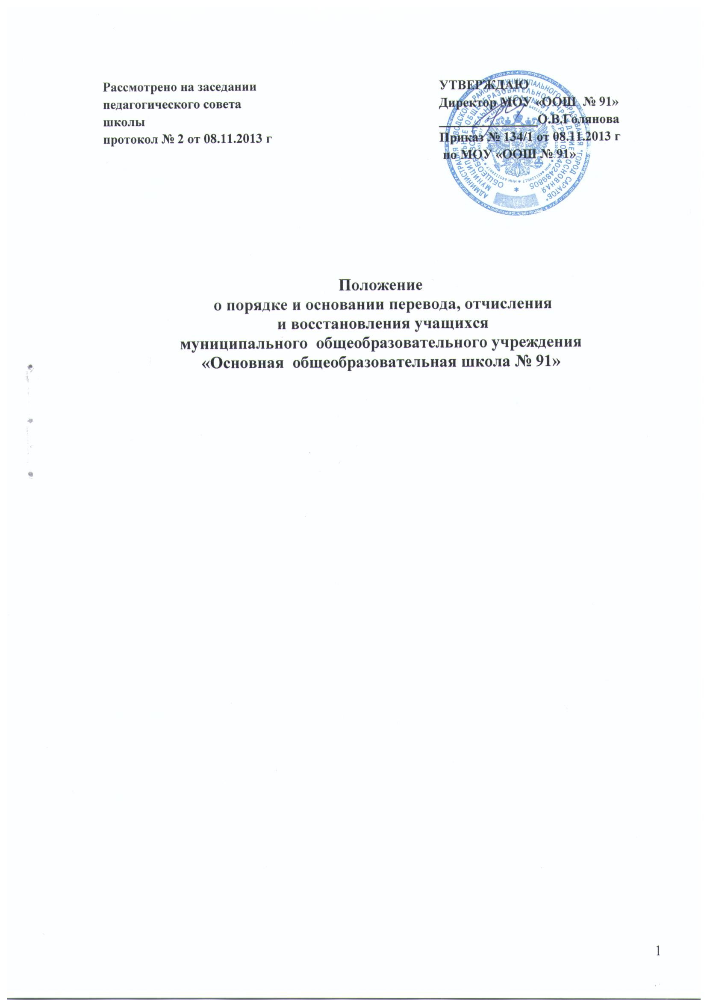 Рассмотрено на заседании
педагогического совета
школы
протокол № 2 от 08.11.2013 г
УТВЕРЖДАЮ
Директор МОУ «ООШ № 91»
О.В.Голянова
Приказ № 134/1 от 08.11.2013 г
по МОУ «ООШ № 91»
Положение
о порядке и основании перевода, отчисления
и восстановления учащихся
муниципального общеобразовательного учреждения
«Основная общеобразовательная школа № 91»
1